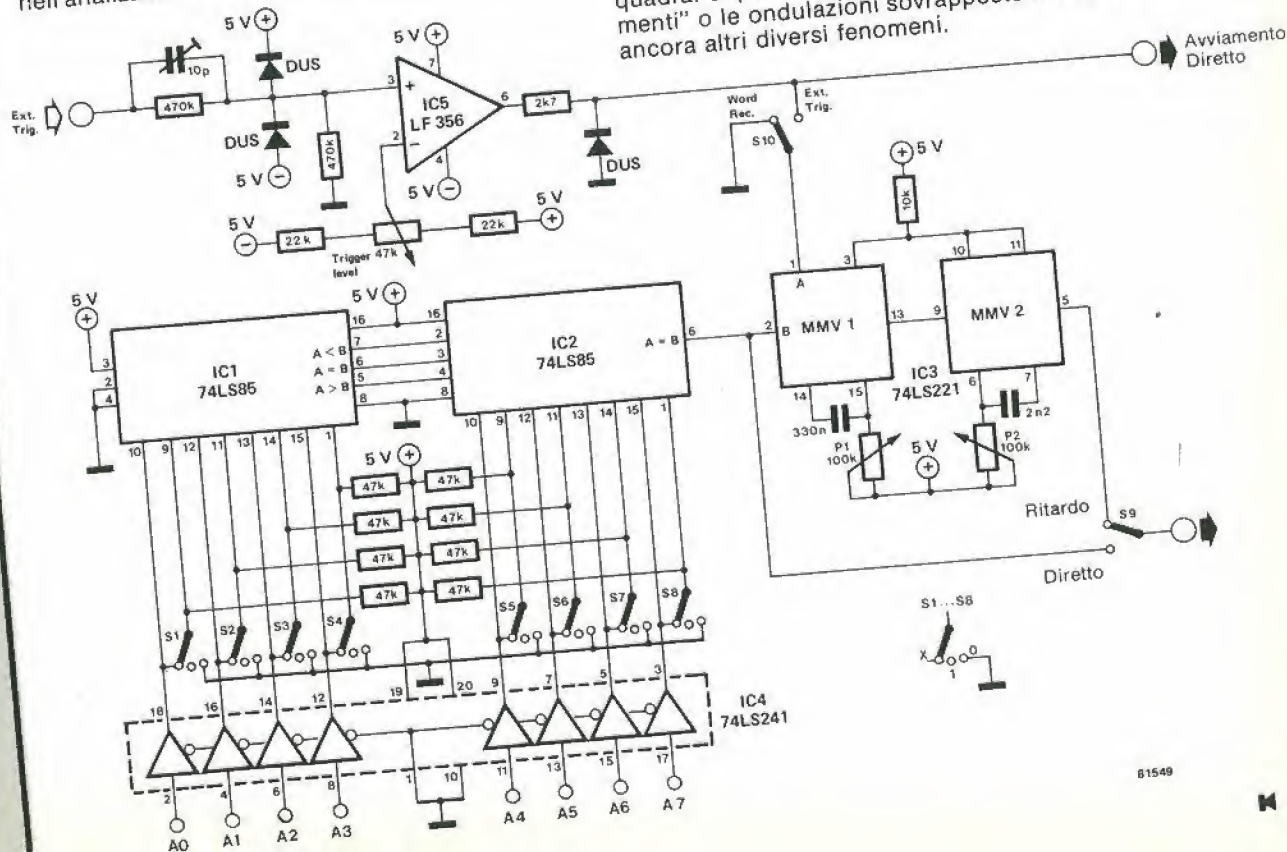 menti" o le ondulazioni sovrapposte
ancora altri diversi fenomeni.
Avviamento
Diretto
5 V
5 V
10p
DUS
Ext.
Trig.
470k
DUS
5 V
470k
3
7
IC5
LF 356
2
4
6
2k7
DUS
5 V
Word
Rec.
Ext.
Trig.
S10
5 V
10k
5 V
22k
47k
22k
5 V
Trigger
level
5 V
5 V
3
2
4
IC1
74LS85
A < B
A = B
A > B
16
7
6
5
8
16
2
3
4
8
IC2
74LS85
A = B
6
1
A
3
2
B
MMV 1
13
14
15
10
11
9
MMV 2
5
6
7
IC3
74LS221
330n
P1
100k
5 V
P2
100k
2n2
10
9
12
11
13
14
15
1
10
9
12
11
13
14
15
1
5 V
47k
47k
47k
47k
47k
47k
47k
47k
Ritardo
S9
Diretto
S1
S2
S3
S4
S5
S6
S7
S8
S1...S8
X
1
0
18
16
14
12
19
20
9
7
5
3
IC4
74LS241
2
4
6
8
1
10
11
13
15
17
A0
A1
A2
A3
A4
A5
A6
A7
81549